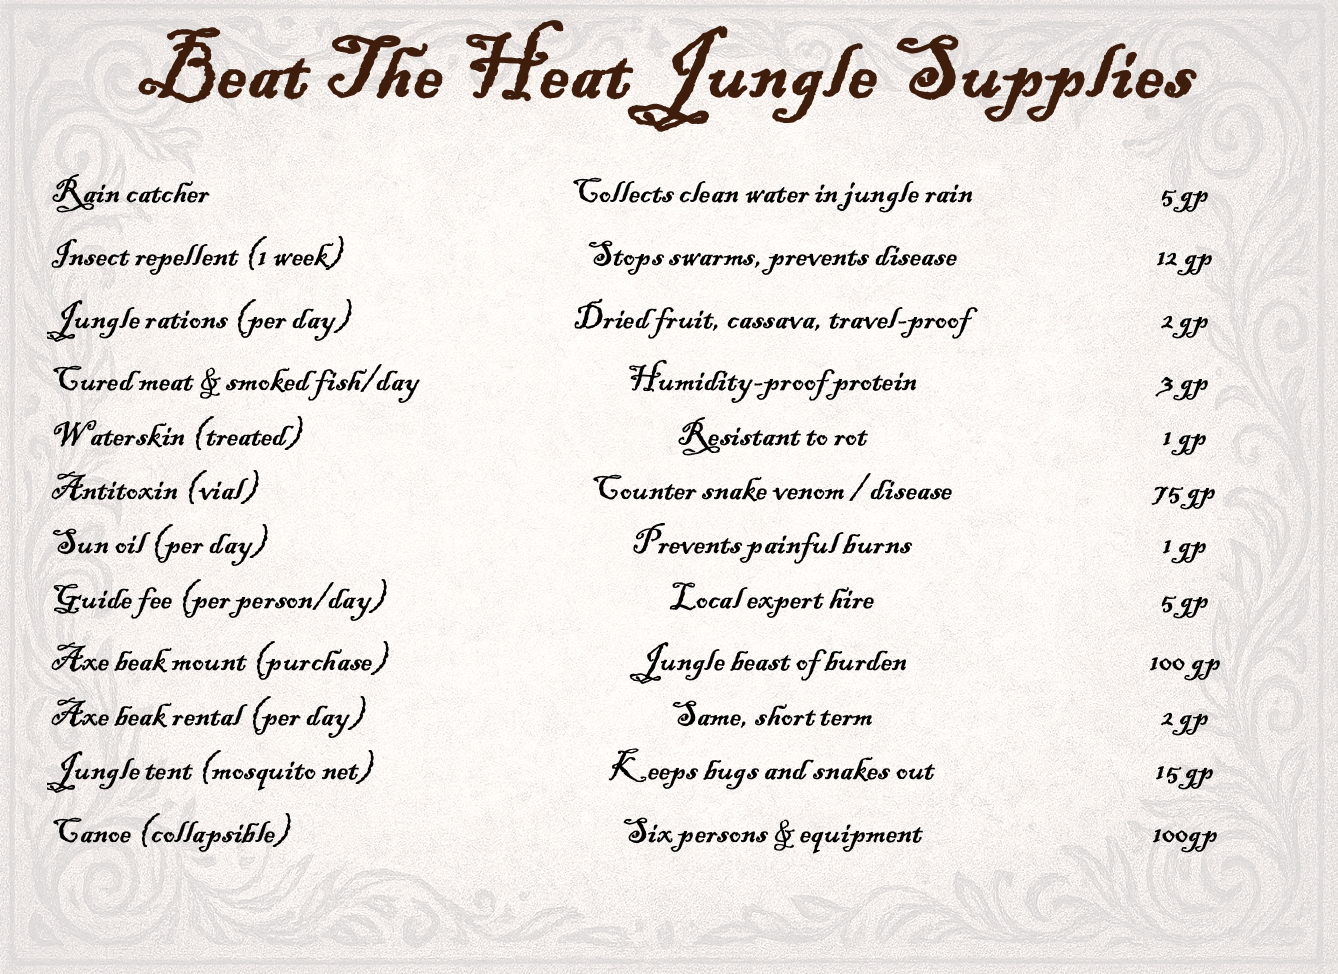 Beat The Heat Jungle Supplies
Rain catcher Collects clean water in jungle rain 5 gp
Insect repellent (1 week) Stops swarms, prevents disease 12 gp
Jungle rations (per day) Dried fruit, cassava, travel-proof 2 gp
Cured meat & smoked fish/day Humidity-proof protein 3 gp
Waterskin (treated) Resistant to rot 1 gp
Antitoxin (vial) Counter snake venom / disease 75 gp
Sun oil (per day) Prevents painful burns 1 gp
Guide fee (per person/day) Local expert hire 5 gp
Axe beak mount (purchase) Jungle beast of burden 100 gp
Axe beak rental (per day) Same, short term 2 gp
Jungle tent (mosquito net) Keeps bugs and snakes out 15 gp
Canoe (collapsible) Six persons & equipment 100gp